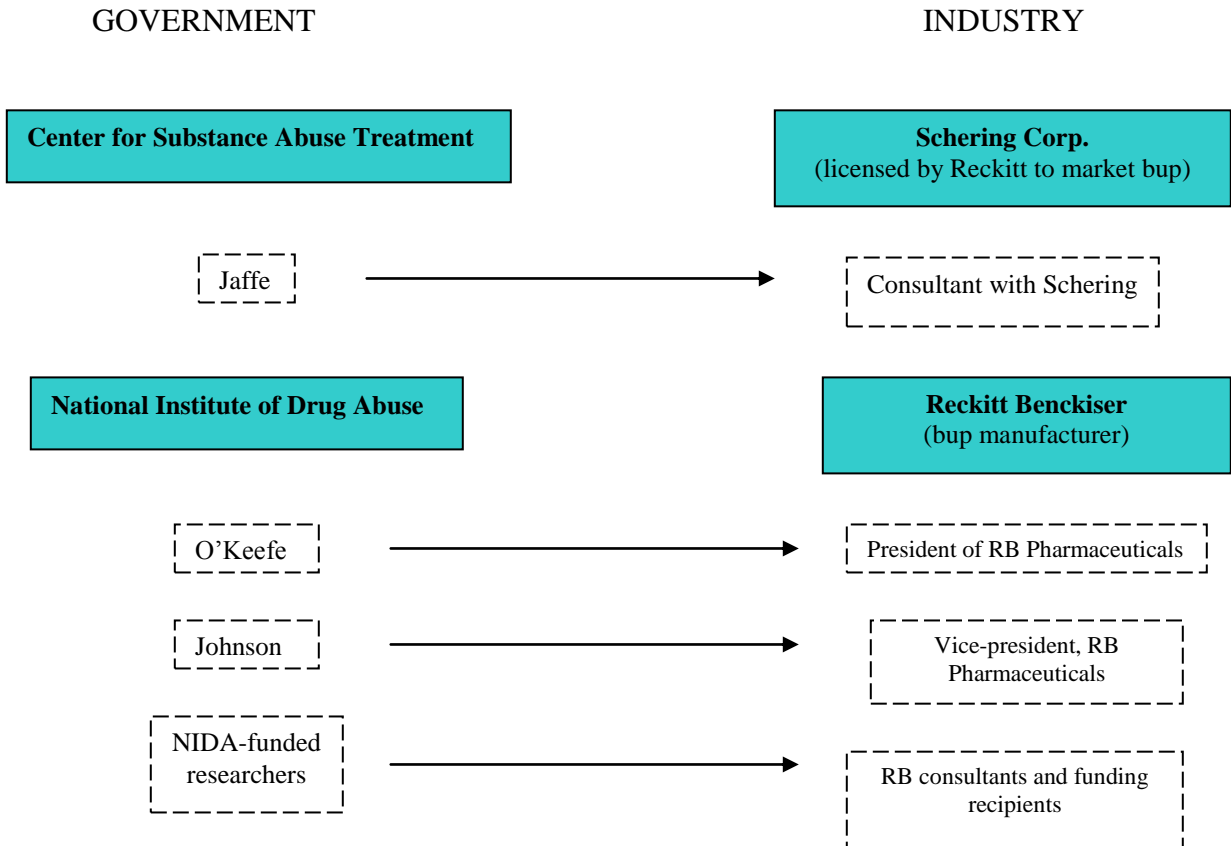 GOVERNMENT
INDUSTRY
Center for Substance Abuse Treatment
Schering Corp.
(licensed by Reckitt to market bup)
Jaffe
Consultant with Schering
National Institute of Drug Abuse
Reckitt Benckiser
(bup manufacturer)
O’Keefe
President of RB Pharmaceuticals
Johnson
Vice-president, RB
Pharmaceuticals
NIDA-funded
researchers
RB consultants and funding
recipients